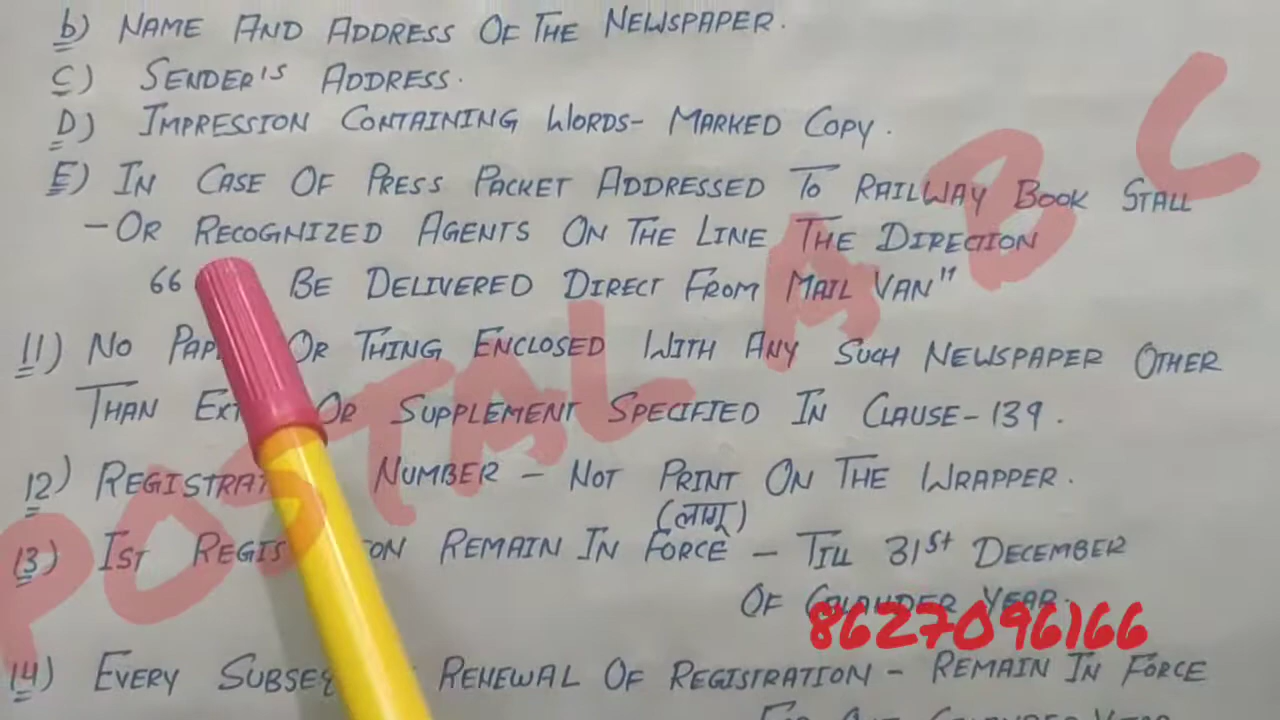 b) NAME AND ADDRESS OF THE NEWSPAPER.
C) SENDER'S ADDRESS.
D) IMPRESSION CONTAINING WORDS- MARKED COPY.
E) IN CASE OF PRESS PACKET ADDRESSED TO RAILWAY BOOK STALL
- OR RECOGNIZED AGENTS ON THE LINE THE DIRECTION
“ BE DELIVERED DIRECT FROM MAIL VAN"
11) NO OR THING ENCLOSED WITH ANY SUCH NEWSPAPER OTHER
THAN OR SUPPLEMENT SPECIFIED IN CLAUSE-139.
12) NUMBER - NOT PRINT ON THE WRAPPER.
(लागू)
13) IST REMAIN IN FORCE - TILL 31St DECEMBER
OF YEAR.
8627096166
14) EVERY RENEWAL OF REGISTRATION - REMAIN IN FORCE
POSTAL ABC